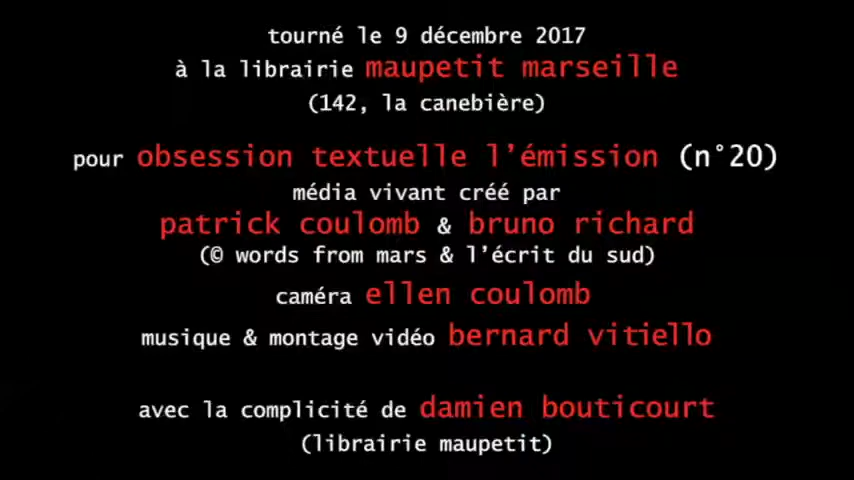 tourné le 9 décembre 2017
à la librairie maupetit marseille
(142, la canebière)
pour obsession textuelle l'émission (n°20)
média vivant créé par
patrick coulomb & bruno richard
(© words from mars & l'écrit du sud)
caméra ellen coulomb
musique & montage vidéo bernard vitiello
avec la complicité de damien bouticourt
(librairie maupetit)